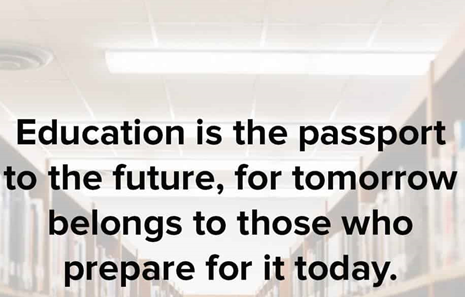 Education is the passport
to the future, for tomorrow
belongs to those who
prepare for it today.